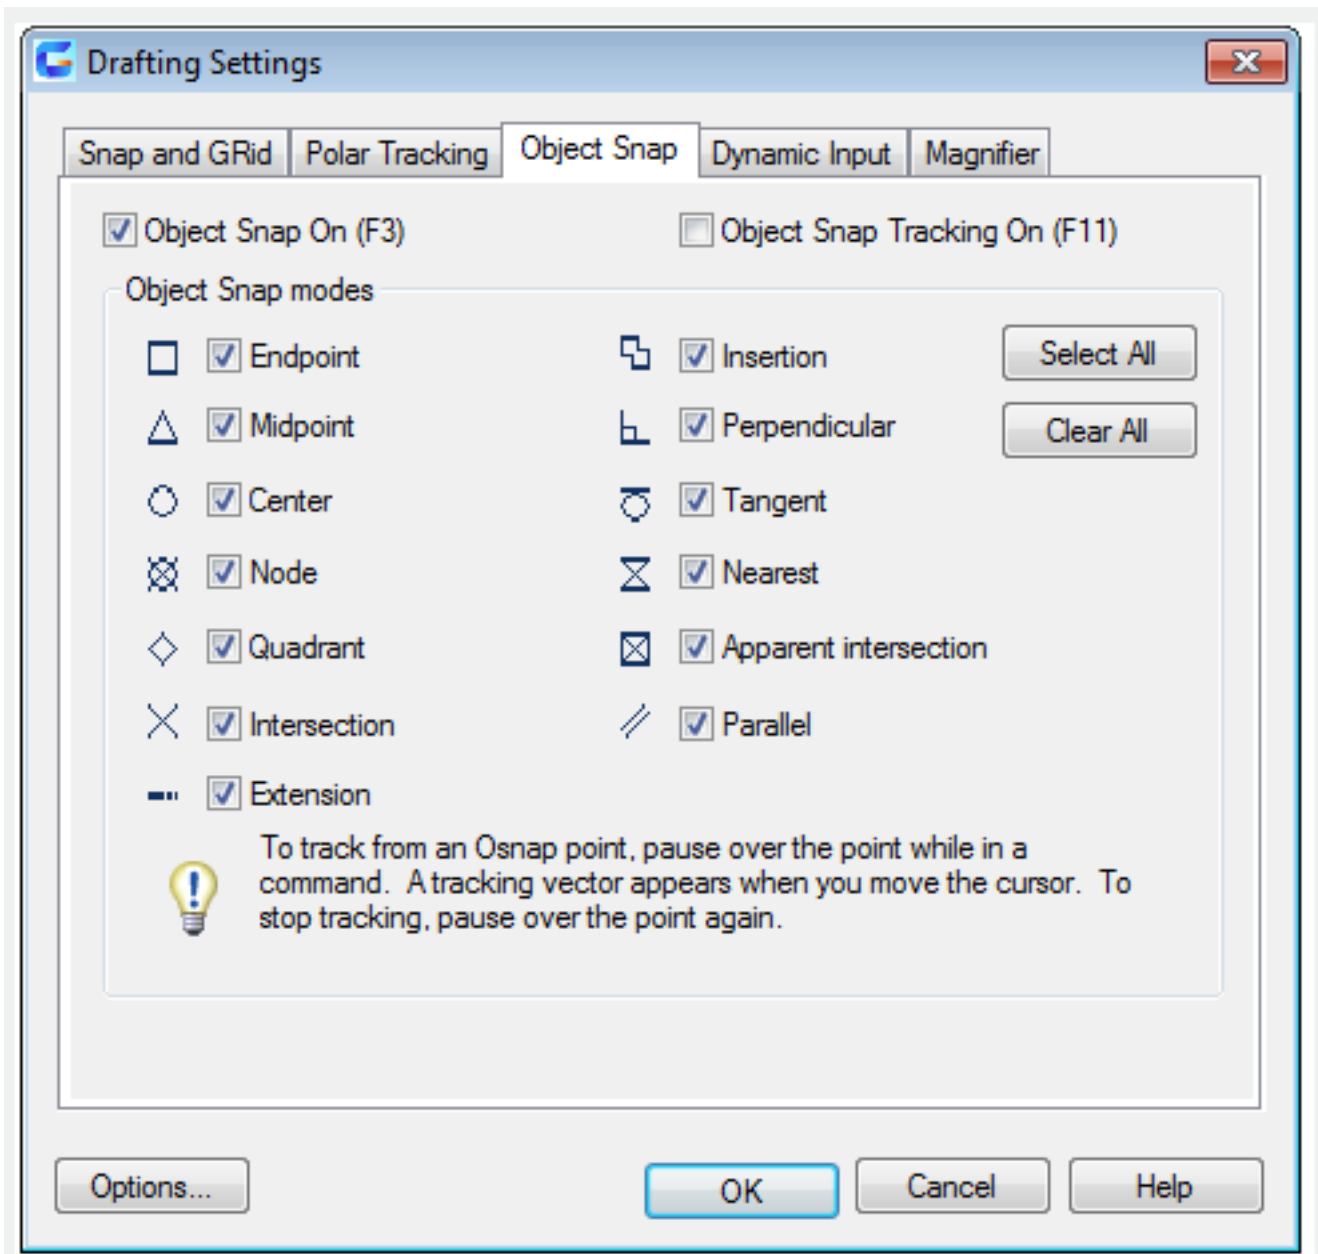 Drafting Settings
Snap and GRid Polar Tracking Object Snap Dynamic Input Magnifier
Object Snap On (F3) Object Snap Tracking On (F11)
Object Snap modes
Endpoint Insertion Select All
Midpoint Perpendicular Clear All
Center Tangent
Node Nearest
Quadrant Apparent intersection
Intersection Parallel
Extension
To track from an Osnap point, pause over the point while in a
command. A tracking vector appears when you move the cursor. To
stop tracking, pause over the point again.
Options... OK Cancel Help